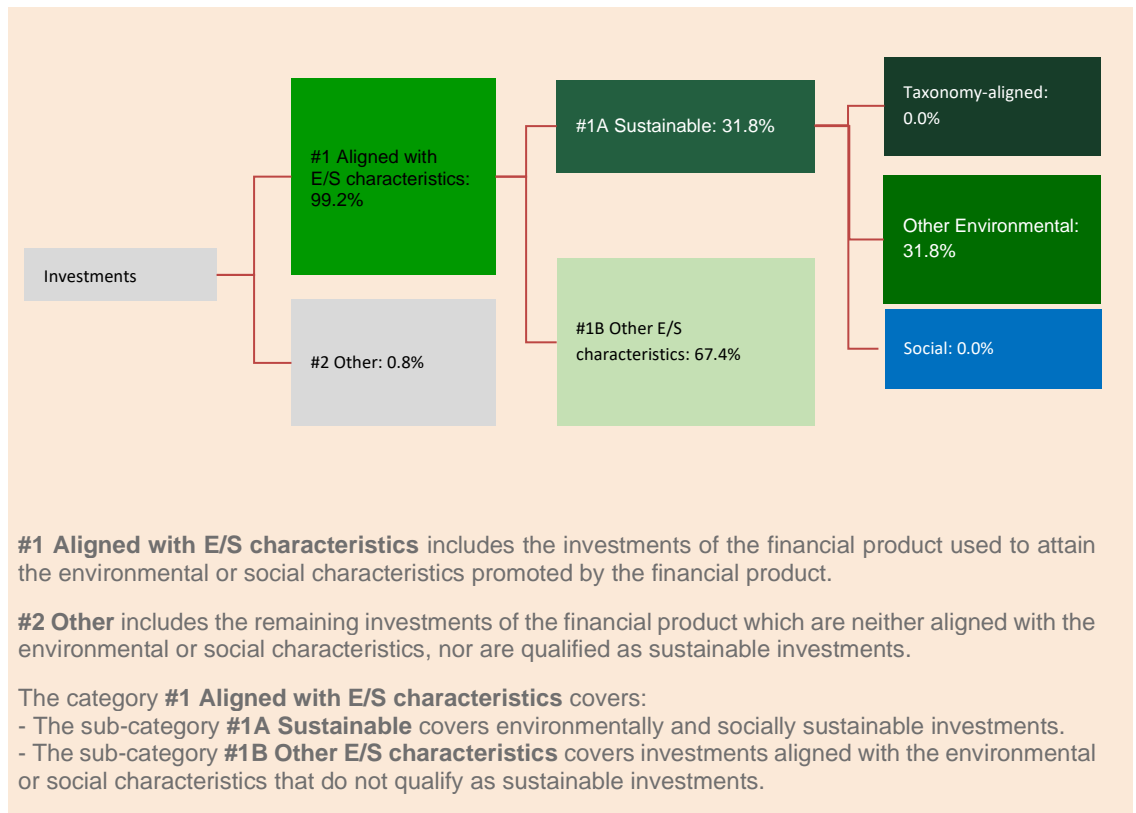 Investments
#1 Aligned with
E/S characteristics:
99.2%
#2 Other: 0.8%
#1A Sustainable: 31.8%
#1B Other E/S
characteristics: 67.4%
Taxonomy-aligned:
0.0%
Other Environmental:
31.8%
Social: 0.0%
#1 Aligned with E/S characteristics includes the investments of the financial product used to attain
the environmental or social characteristics promoted by the financial product.
#2 Other includes the remaining investments of the financial product which are neither aligned with the
environmental or social characteristics, nor are qualified as sustainable investments.
The category #1 Aligned with E/S characteristics covers:
- The sub-category #1A Sustainable covers environmentally and socially sustainable investments.
- The sub-category #1B Other E/S characteristics covers investments aligned with the environmental
or social characteristics that do not qualify as sustainable investments.